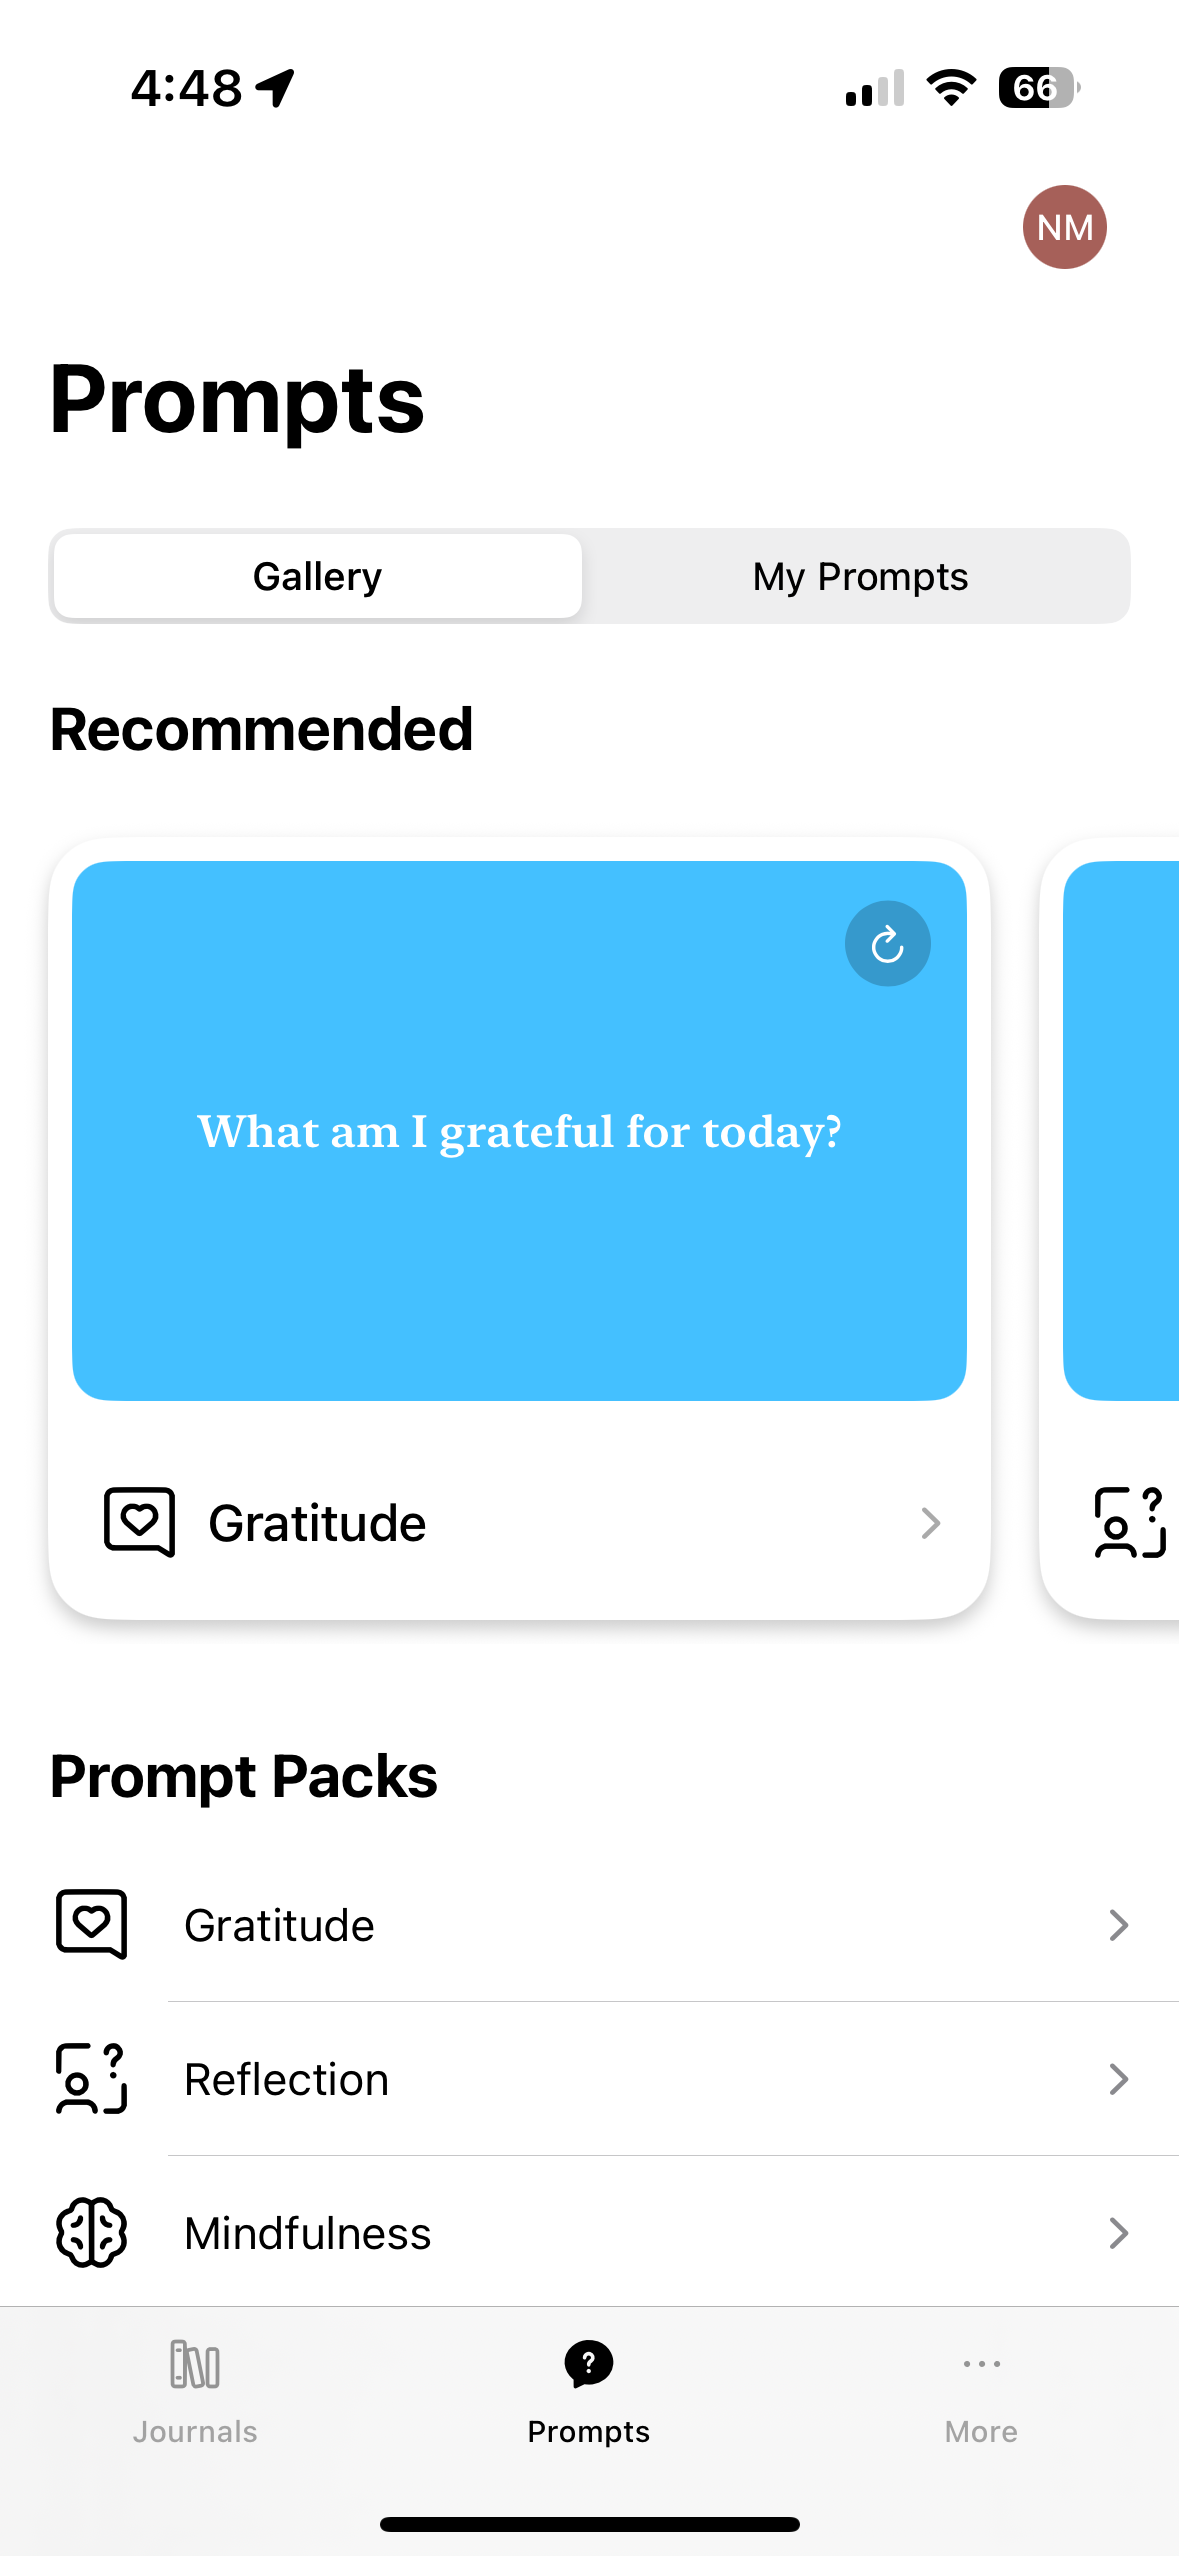 4:48
66
NM
Prompts
Gallery
My Prompts
Recommended
What am I grateful for today?
Gratitude
Prompt Packs
Gratitude
Reflection
Mindfulness
Journals
Prompts
More